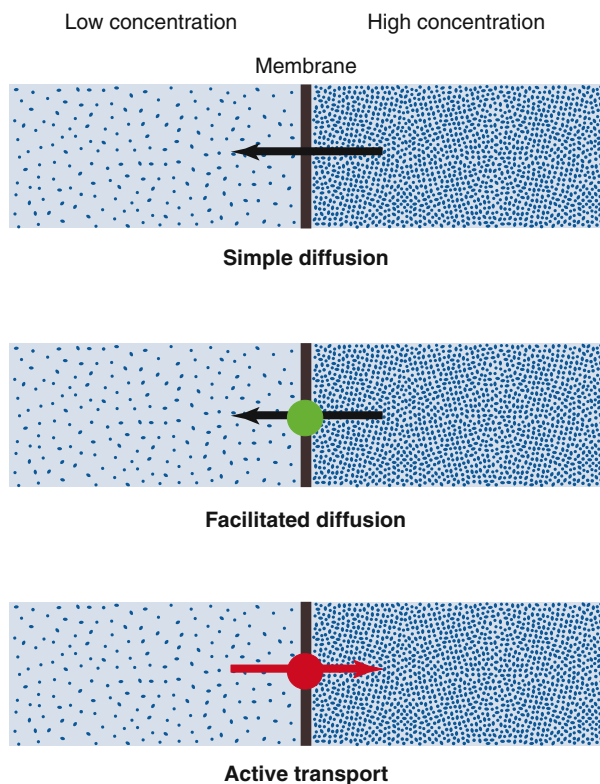 Low concentration High concentration
Membrane
Simple diffusion
Facilitated diffusion
Active transport